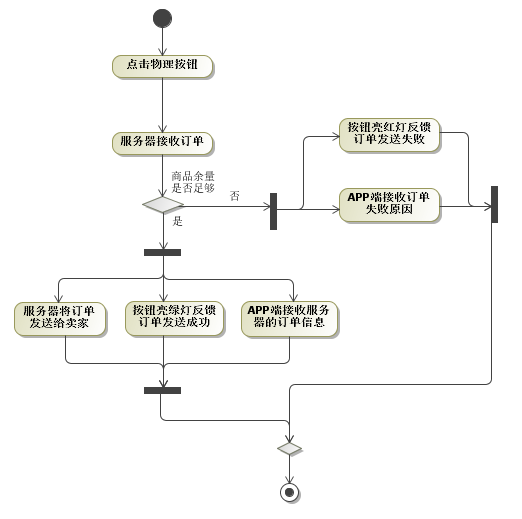 点击物理按钮
服务器接收订单
商品余量
是否足够
否
是
按钮亮红灯反馈
订单发送失败
APP端接收订单
失败原因
服务器将订单
发送给卖家
按钮亮绿灯反馈
订单发送成功
APP端接收服务
器的订单信息